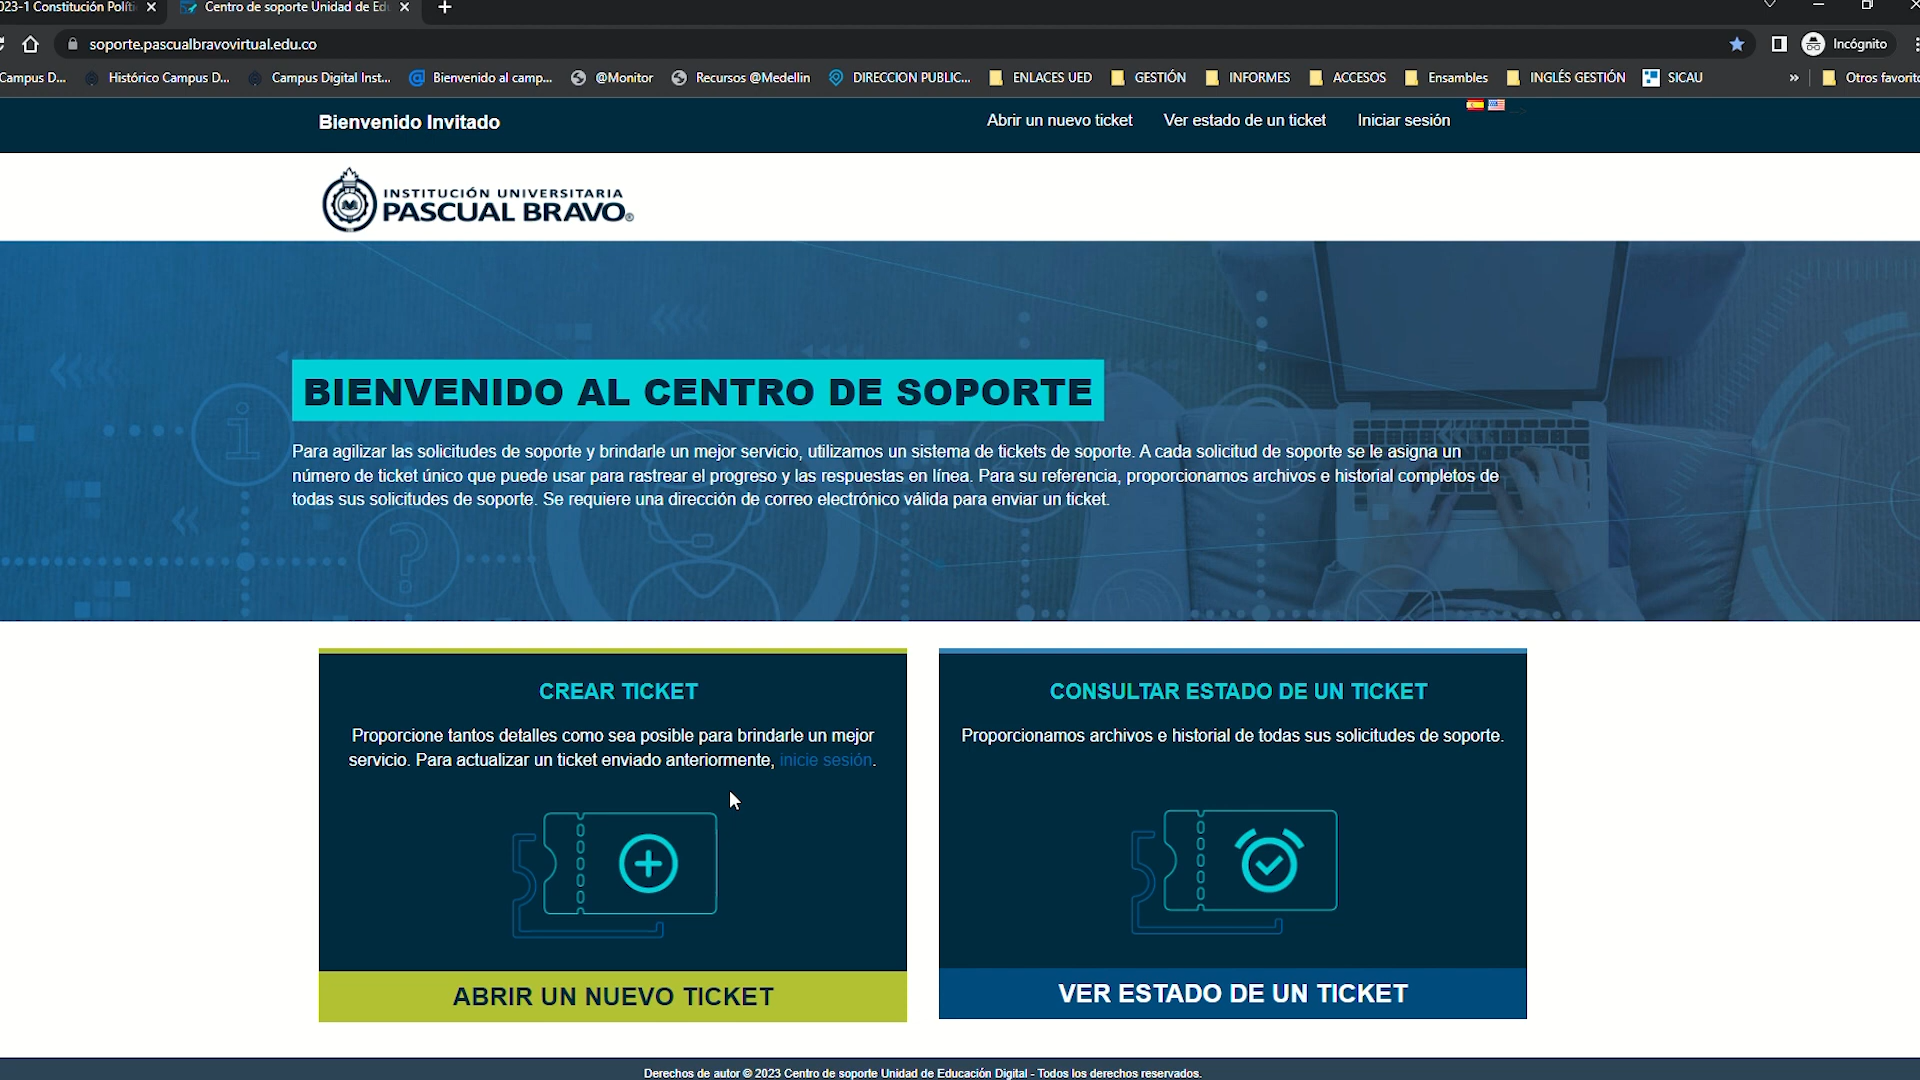 023-1 Constitución Políti
Centro de soporte Unidad de Edu
soporte.pascualbravovirtual.edu.co
Incógnito
Campus D...
Histórico Campus D...
Campus Digital Inst...
Bienvenido al camp...
@Monitor
Recursos @Medellin
DIRECCION PUBLIC...
ENLACES UED
GESTIÓN
INFORMES
ACCESOS
Ensambles
INGLÉS GESTIÓN
SICAU
»
Otros favorito
Bienvenido Invitado
Abrir un nuevo ticket
Ver estado de un ticket
Iniciar sesión
INSTITUCIÓN UNIVERSITARIA
PASCUAL BRAVO®
BIENVENIDO AL CENTRO DE SOPORTE
Para agilizar las solicitudes de soporte y brindarle un mejor servicio, utilizamos un sistema de tickets de soporte. A cada solicitud de soporte se le asigna un
número de ticket único que puede usar para rastrear el progreso y las respuestas en línea. Para su referencia, proporcionamos archivos e historial completos de
todas sus solicitudes de soporte. Se requiere una dirección de correo electrónico válida para enviar un ticket.
CREAR TICKET
Proporcione tantos detalles como sea posible para brindarle un mejor
servicio. Para actualizar un ticket enviado anteriormente, inicie sesión.
ABRIR UN NUEVO TICKET
CONSULTAR ESTADO DE UN TICKET
Proporcionamos archivos e historial de todas sus solicitudes de soporte.
VER ESTADO DE UN TICKET
Derechos de autor © 2023 Centro de soporte Unidad de Educación Digital - Todos los derechos reservados.